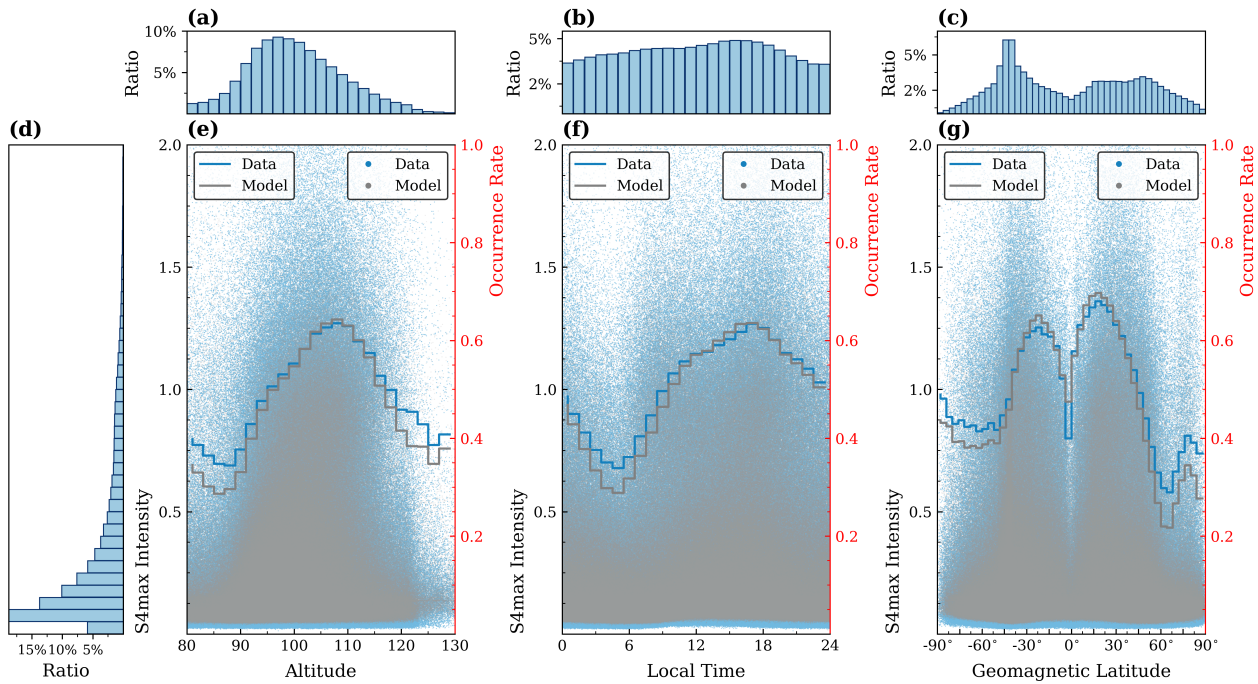 (a)
(b)
(c)
Ratio
10%
5%
Ratio
5%
2%
Ratio
5%
2%
(d)
(e)
(f)
(g)
15% 10% 5%
Ratio
S4max Intensity
2.0
1.5
1.0
0.5
Data
Model
Data
Model
1.0
0.8
0.6
0.4
0.2
Occurrence Rate
80 90 100 110 120 130
Altitude
S4max Intensity
2.0
1.5
1.0
0.5
Data
Model
Data
Model
1.0
0.8
0.6
0.4
0.2
Occurrence Rate
0 6 12 18 24
Local Time
S4max Intensity
2.0
1.5
1.0
0.5
Data
Model
Data
Model
1.0
0.8
0.6
0.4
0.2
Occurrence Rate
-90° -60° -30° 0° 30° 60° 90°
Geomagnetic Latitude